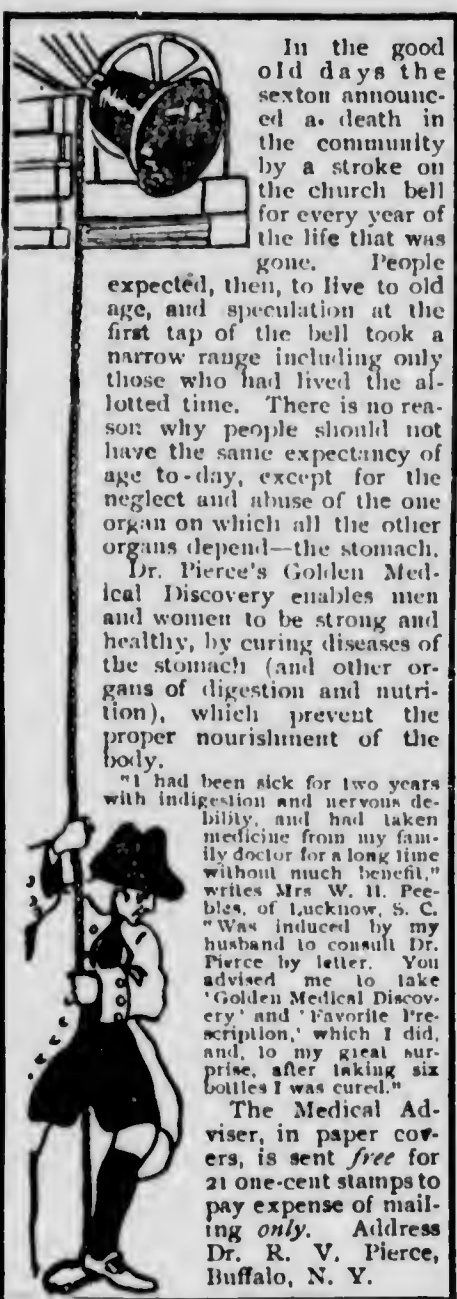 In the good
old days the
sexton announc-
ed a death in
the community
by a stroke on
the church bell
for every year of
the life that was
gone. People
expected, then, to live to old
age, and speculation at the
first tap of the bell took a
narrow range including only
those who had lived the al-
lotted time. There is no rea-
son why people should not
have the same expectancy of
age to-day, except for the
neglect and abuse of the one
organ on which all the other
organs depend—the stomach.
Dr. Pierce's Golden Med-
ical Discovery enables men
and women to be strong and
healthy, by curing diseases of
the stomach (and other or-
gans of digestion and nutri-
tion), which prevent the
proper nourishment of the
body.
"I had been sick for two years
with indigestion and nervous de-
bility, and had taken
medicine from my fam-
ily doctor for a long time
without much benefit,"
writes Mrs W. H. Pee-
bles, of Lucknow, S. C.
"Was induced by my
husband to consult Dr.
Pierce by letter. You
advised me to take
'Golden Medical Discov-
ery' and 'Favorite Pre-
scription,' which I did,
and, to my great sur-
prise, after taking six
bottles I was cured."
The Medical Ad-
viser, in paper cov-
ers, is sent free for
21 one-cent stamps to
pay expense of mail-
ing only. Address
Dr. R. V. Pierce,
Buffalo, N. Y.